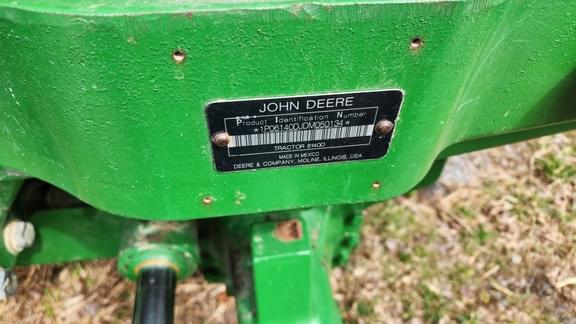 JOHN DEERE
Product Identification Number
*1P06140DJDM050134*
TRACTOR 6140D
MADE IN MEXICO
DEERE & COMPANY, MOLINE, ILLINOIS, USA